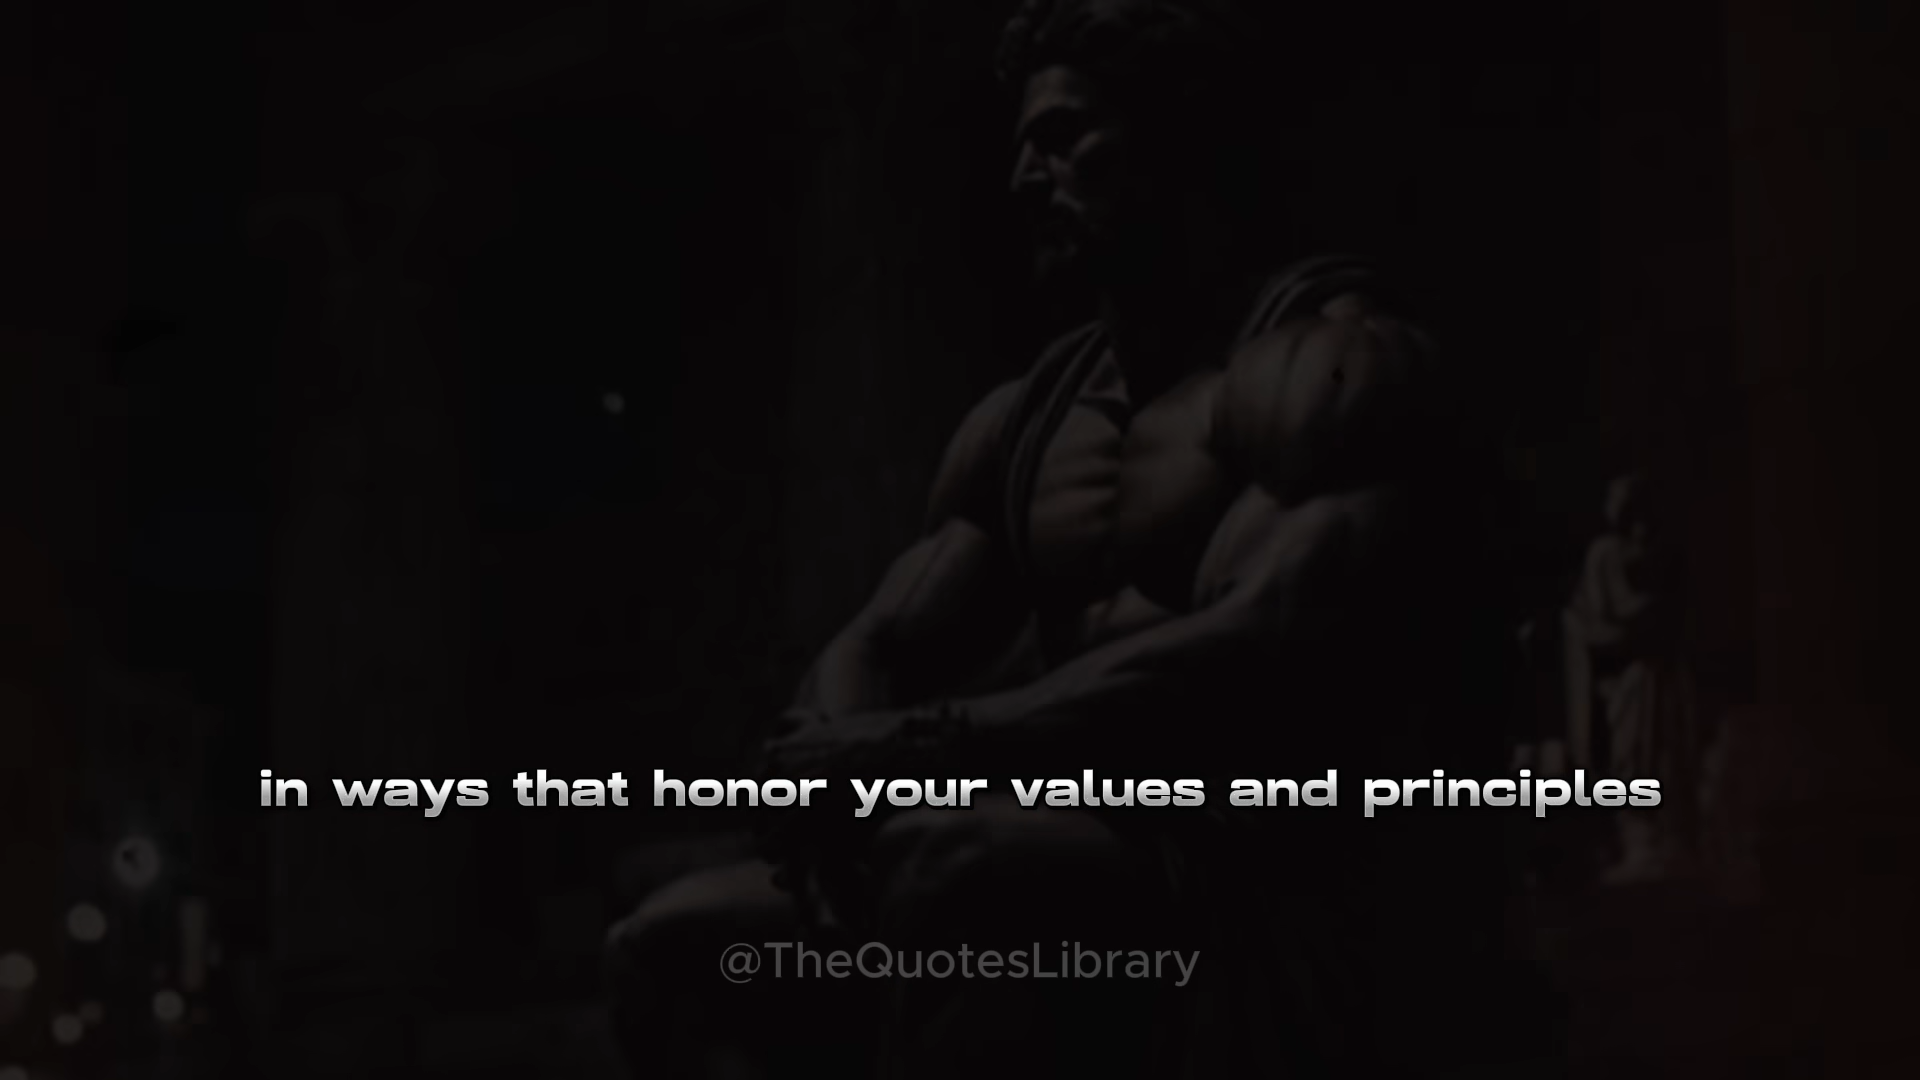 in ways that honor your values and principles
@TheQuotesLibrary